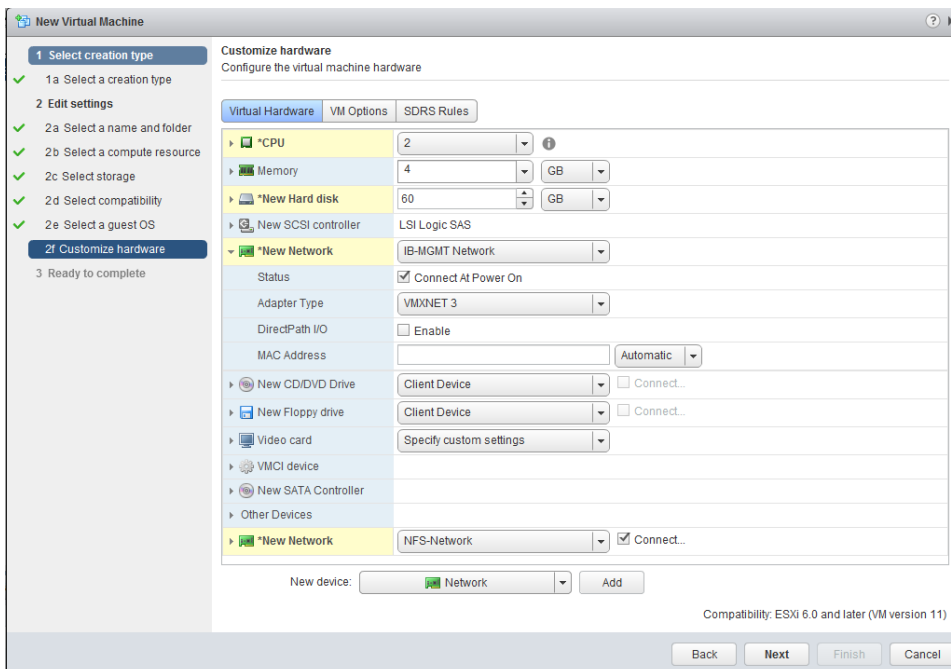 New Virtual Machine
1 Select creation type
1a Select a creation type
2 Edit settings
2a Select a name and folder
2b Select a compute resource
2c Select storage
2d Select compatibility
2e Select a guest OS
2f Customize hardware
3 Ready to complete
Customize hardware
Configure the virtual machine hardware
Virtual Hardware VM Options SDRS Rules
*CPU 2
Memory 4 GB
*New Hard disk 60 GB
New SCSI controller LSI Logic SAS
*New Network IB-MGMT Network
Status Connect At Power On
Adapter Type VMXNET 3
DirectPath I/O Enable
MAC Address Automatic
New CD/DVD Drive Client Device Connect...
New Floppy drive Client Device Connect...
Video card Specify custom settings
VMCI device
New SATA Controller
Other Devices
*New Network NFS-Network Connect...
New device: Network Add
Compatibility: ESXi 6.0 and later (VM version 11)
Back Next Finish Cancel